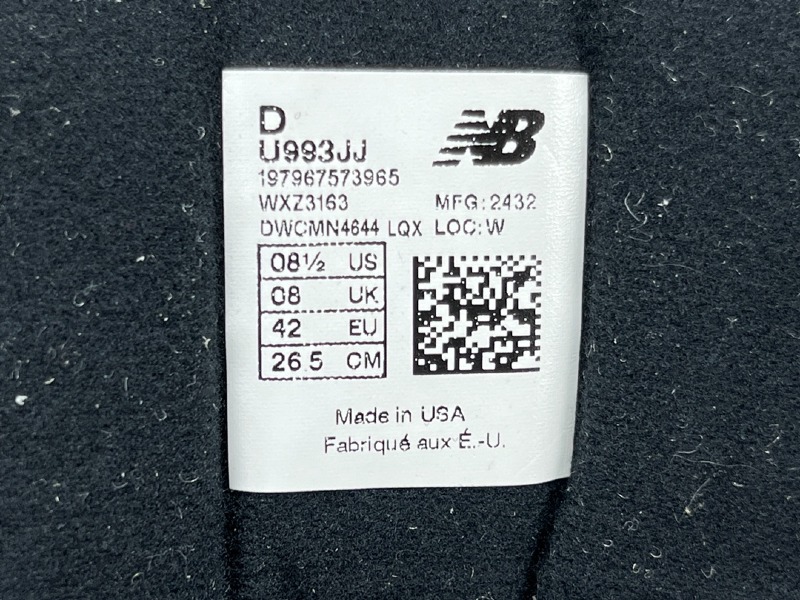 D
NB
U993JJ
197967573965
WXZ3163 MFG:2432
DWCMN4644 LQX LOC:W
08½ US
08 UK
42 EU
26.5 CM
Made in USA
Fabriqué aux É.-U.